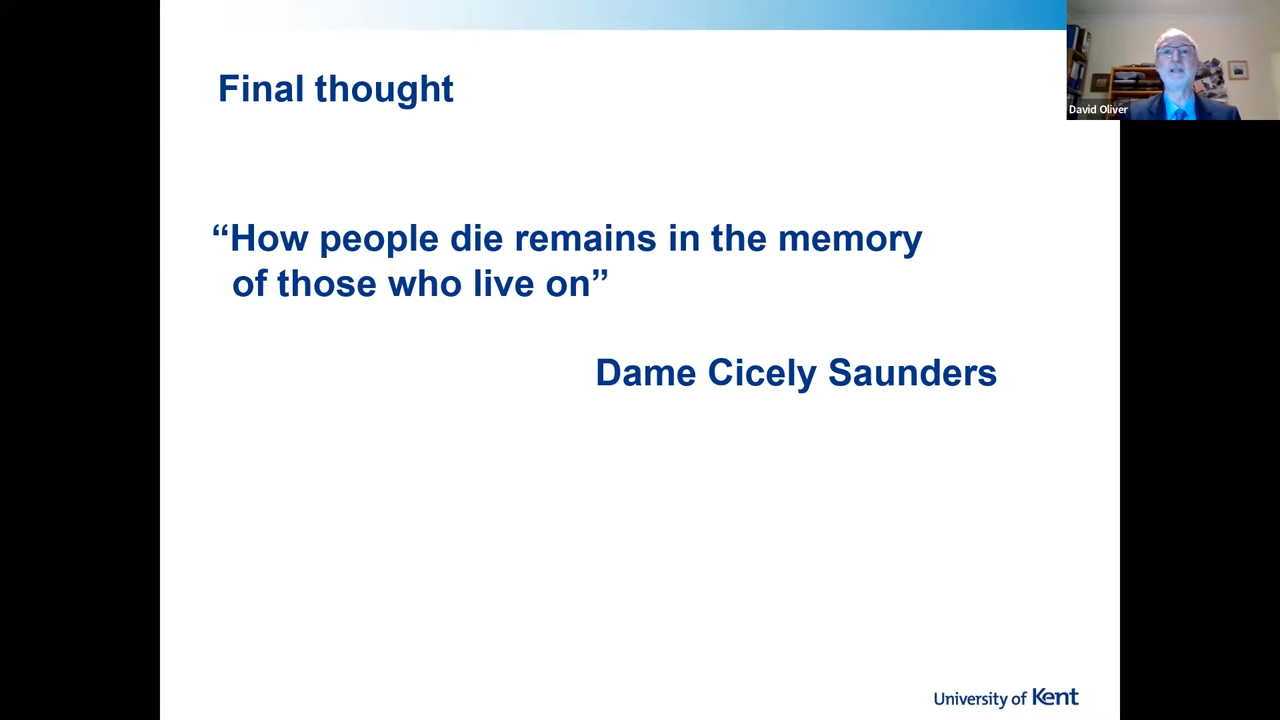 Final thought
David Oliver
“How people die remains in the memory
of those who live on”
Dame Cicely Saunders
University of Kent